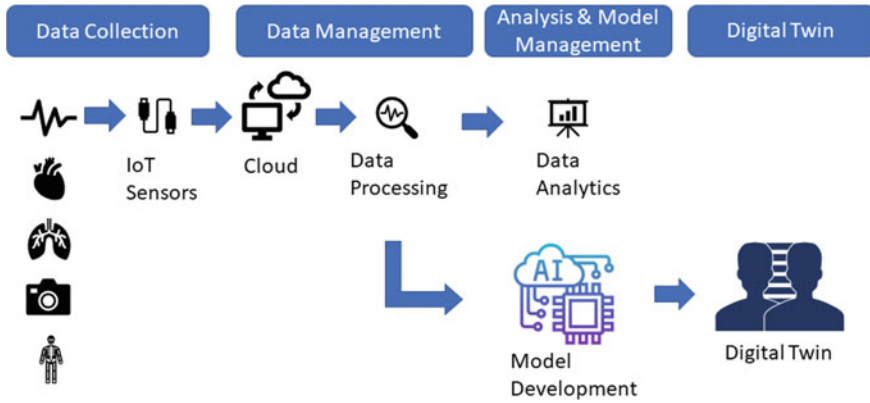 Data Collection
Data Management
Analysis & Model
Management
Digital Twin
IoT
Sensors
Cloud
Data
Processing
Data
Analytics
AI
Model
Development
Digital Twin